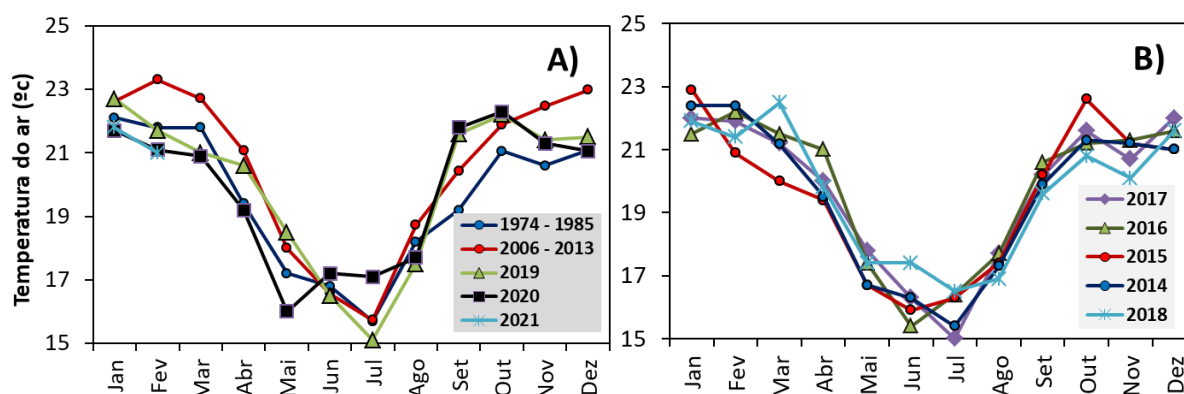 Temperatura do ar (ºc)
A)
25
23
21
19
17
15
1974 - 1985
2006 - 2013
2019
2020
2021
Jan Fev Mar Abr Mai Jun Jul Ago Set Out Nov Dez
B)
25
23
21
19
17
15
2017
2016
2015
2014
2018
Jan Fev Mar Abr Mai Jun Jul Ago Set Out Nov Dez